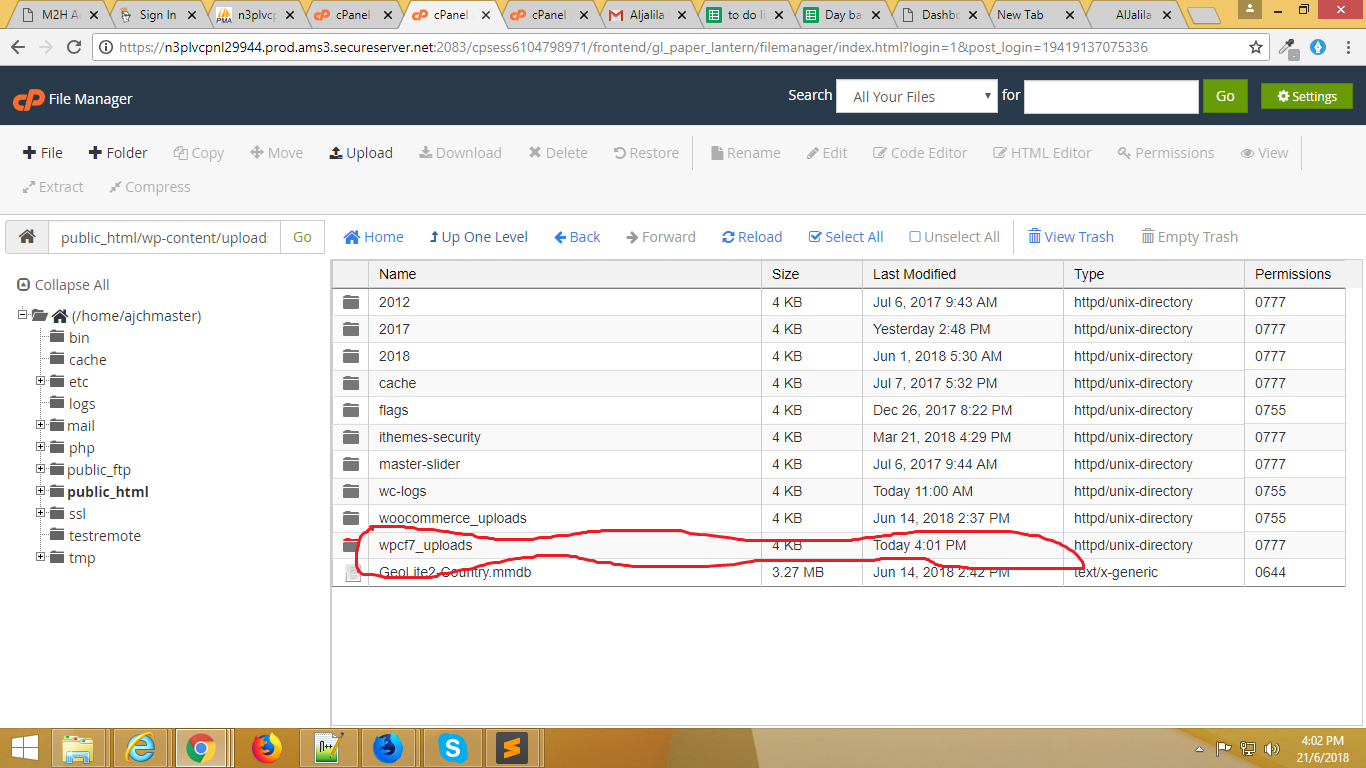 M2H A
Sign In
n3plvcp
cPanel
cPanel
cPanel
Aljalila
to do li
Day ba
Dashbo
New Tab
AlJalila
https://n3plvcpnl29944.prod.ams3.secureserver.net:2083/cpsess6104798971/frontend/gl_paper_lantern/filemanager/index.html?login=1&post_login=19419137075336
cP File Manager
Search All Your Files for Go Settings
File Folder Copy Move Upload Download Delete Restore Rename Edit Code Editor HTML Editor Permissions View
Extract Compress
public_html/wp-content/uploads Go Home Up One Level Back Forward Reload Select All Unselect All View Trash Empty Trash
Collapse All
(/home/ajchmaster)
bin
cache
etc
logs
mail
php
public_ftp
public_html
ssl
testremote
tmp
Name Size Last Modified Type Permissions
2012 4 KB Jul 6, 2017 9:43 AM httpd/unix-directory 0777
2017 4 KB Yesterday 2:48 PM httpd/unix-directory 0777
2018 4 KB Jun 1, 2018 5:30 AM httpd/unix-directory 0777
cache 4 KB Jul 7, 2017 5:32 PM httpd/unix-directory 0777
flags 4 KB Dec 26, 2017 8:22 PM httpd/unix-directory 0755
ithemes-security 4 KB Mar 21, 2018 4:29 PM httpd/unix-directory 0777
master-slider 4 KB Jul 6, 2017 9:44 AM httpd/unix-directory 0777
wc-logs 4 KB Today 11:00 AM httpd/unix-directory 0755
woocommerce_uploads 4 KB Jun 14, 2018 2:37 PM httpd/unix-directory 0755
wpcf7_uploads 4 KB Today 4:01 PM httpd/unix-directory 0777
GeoLite2-Country.mmdb 3.27 MB Jun 14, 2018 2:42 PM text/x-generic 0644
4:02 PM
21/6/2018